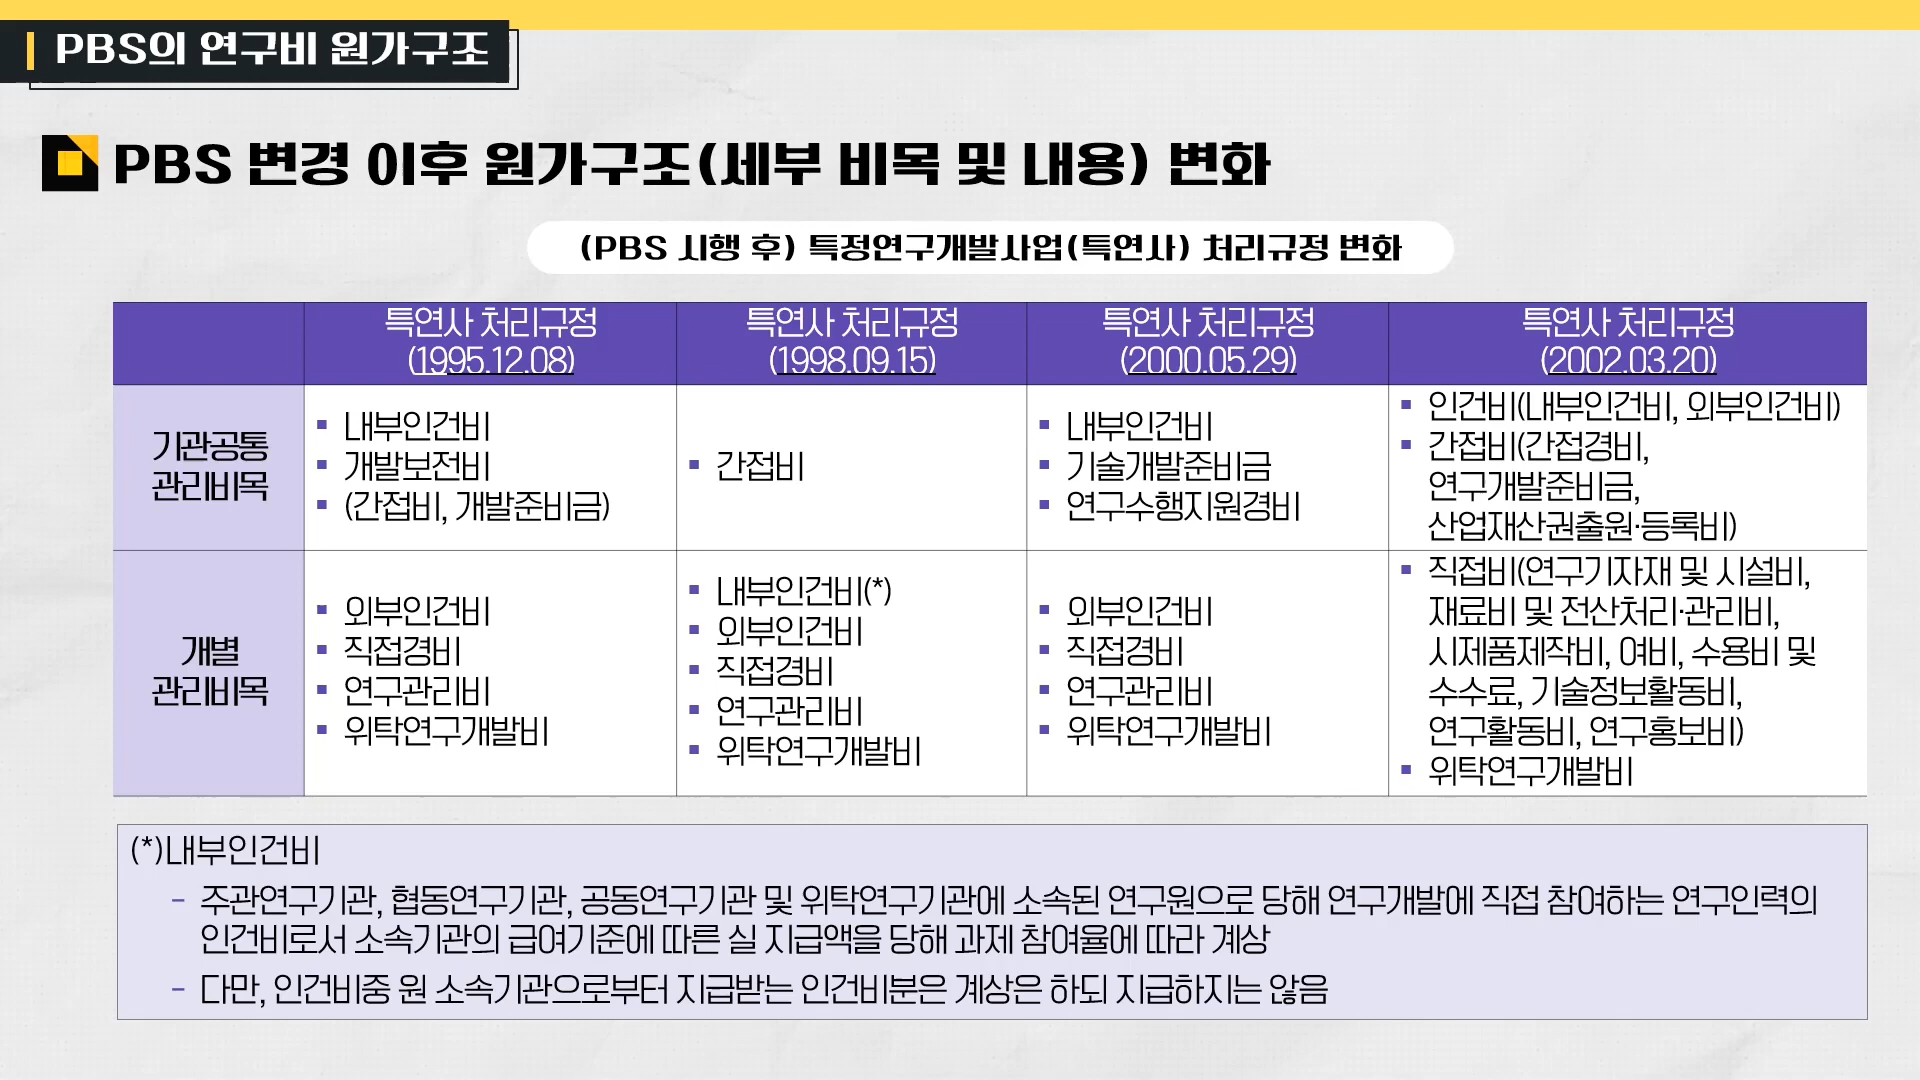 PBS의 연구비 원가구조
PBS 변경 이후 원가구조(세부 비목 및 내용) 변화
(PBS 시행 후) 특정연구개발사업(특연사) 처리규정 변화
특연사 처리규정
(1995.12.08)
특연사 처리규정
(1998.09.15)
특연사 처리규정
(2000.05.29)
특연사 처리규정
(2002.03.20)
기관공통
관리비목
▪ 내부인건비
▪ 개발보전비
▪ (간접비, 개발준비금)
▪ 간접비
▪ 내부인건비
▪ 기술개발준비금
▪ 연구수행지원경비
▪ 인건비(내부인건비, 외부인건비)
▪ 간접비(간접경비,
연구개발준비금,
산업재산권출원·등록비)
개별
관리비목
▪ 외부인건비
▪ 직접경비
▪ 연구관리비
▪ 위탁연구개발비
▪ 내부인건비(*)
▪ 외부인건비
▪ 직접경비
▪ 연구관리비
▪ 위탁연구개발비
▪ 외부인건비
▪ 직접경비
▪ 연구관리비
▪ 위탁연구개발비
▪ 직접비(연구기자재 및 시설비,
재료비 및 전산처리·관리비,
시제품제작비, 여비, 수용비 및
수수료, 기술정보활동비,
연구활동비, 연구홍보비)
▪ 위탁연구개발비
(*)내부인건비
- 주관연구기관, 협동연구기관, 공동연구기관 및 위탁연구기관에 소속된 연구원으로 당해 연구개발에 직접 참여하는 연구인력의
인건비로서 소속기관의 급여기준에 따른 실 지급액을 당해 과제 참여율에 따라 계상
- 다만, 인건비중 원 소속기관으로부터 지급받는 인건비분은 계상은 하되 지급하지는 않음